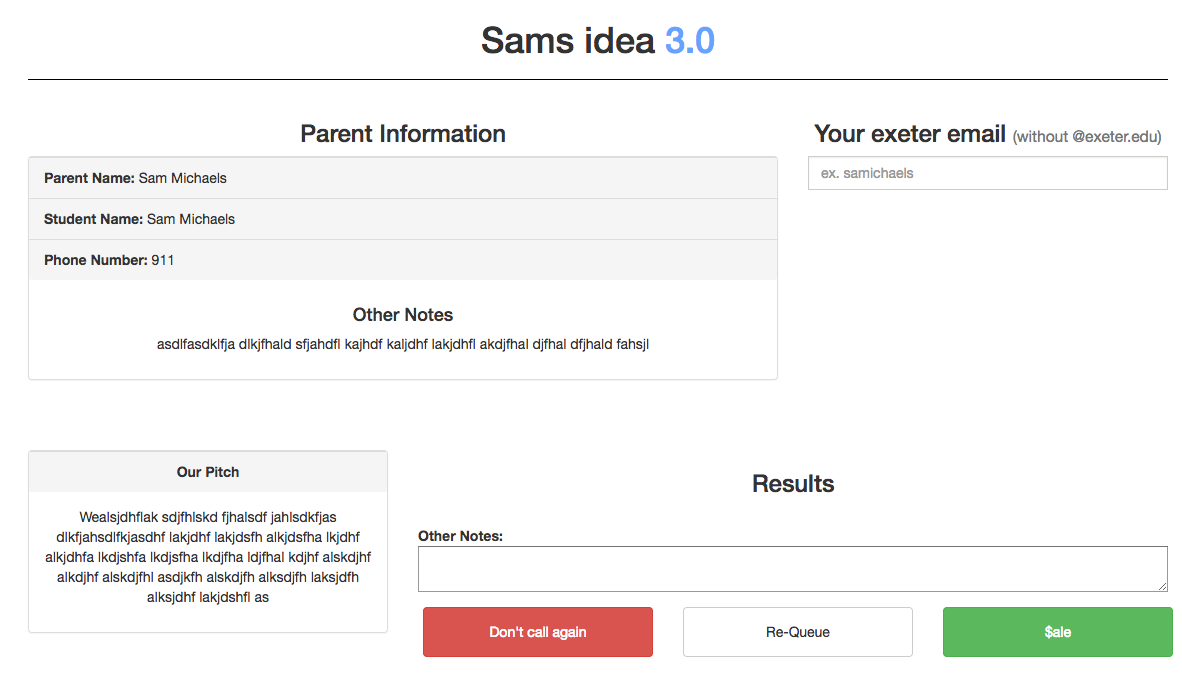 Sams idea 3.0
Parent Information
Your exeter email (without @exeter.edu)
Parent Name: Sam Michaels
ex. samichaels
Student Name: Sam Michaels
Phone Number: 911
Other Notes
asdlfasdklfja dlkjfhald sfjahdfl kajhdf kaljdhf lakjdhfl akdjfhal djfhal dfjhald fahsjl
Our Pitch
Wealsjdhflak sdjfhlskd fjhalsdf jahlsdkfjas
dlkfjahsdlfkjasdhf lakjdhf lakjdsfh alkjdsfha lkjdhf
alkjdhfa lkdjshfa lkdjsfha lkdjfha ldjfhal kdjhf alskdjhf
alkdjhf alskdjfhl asdjkfh alskdjfh alksdjfh laksjdfh
alksjdhf lakjdshfl as
Results
Other Notes:
Don't call again
Re-Queue
$ale